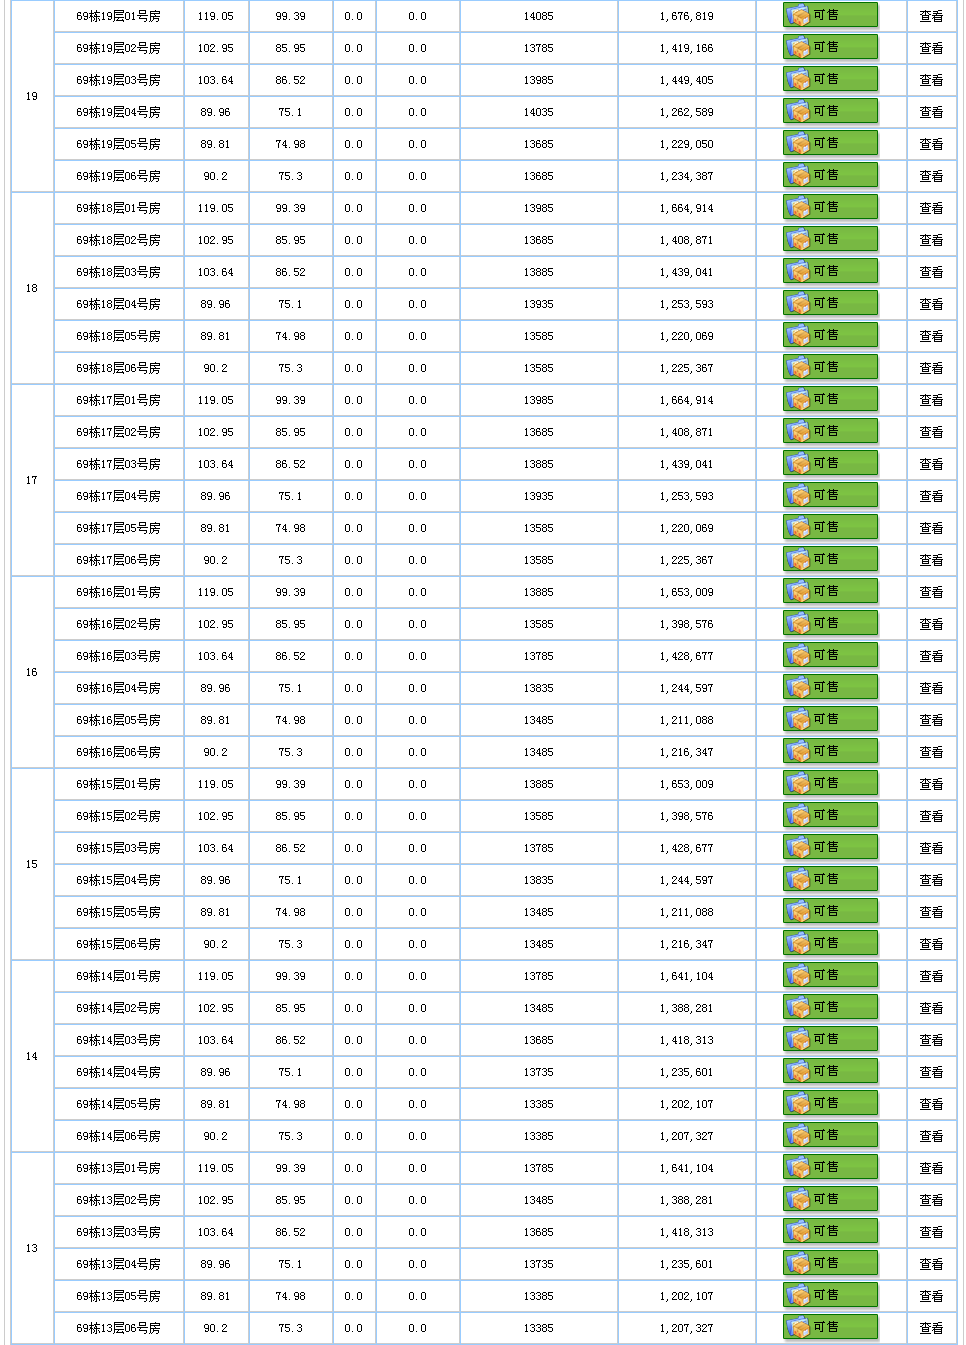 19
69栋19层01号房 119.05 99.39 0.0 0.0 14085 1,676,819 可售 查看
69栋19层02号房 102.95 85.95 0.0 0.0 13785 1,419,166 可售 查看
69栋19层03号房 103.64 86.52 0.0 0.0 13985 1,449,405 可售 查看
69栋19层04号房 89.96 75.1 0.0 0.0 14035 1,262,589 可售 查看
69栋19层05号房 89.81 74.98 0.0 0.0 13685 1,229,050 可售 查看
69栋19层06号房 90.2 75.3 0.0 0.0 13685 1,234,387 可售 查看
18
69栋18层01号房 119.05 99.39 0.0 0.0 13985 1,664,914 可售 查看
69栋18层02号房 102.95 85.95 0.0 0.0 13685 1,408,871 可售 查看
69栋18层03号房 103.64 86.52 0.0 0.0 13885 1,439,041 可售 查看
69栋18层04号房 89.96 75.1 0.0 0.0 13935 1,253,593 可售 查看
69栋18层05号房 89.81 74.98 0.0 0.0 13585 1,220,069 可售 查看
69栋18层06号房 90.2 75.3 0.0 0.0 13585 1,225,367 可售 查看
17
69栋17层01号房 119.05 99.39 0.0 0.0 13985 1,664,914 可售 查看
69栋17层02号房 102.95 85.95 0.0 0.0 13685 1,408,871 可售 查看
69栋17层03号房 103.64 86.52 0.0 0.0 13885 1,439,041 可售 查看
69栋17层04号房 89.96 75.1 0.0 0.0 13935 1,253,593 可售 查看
69栋17层05号房 89.81 74.98 0.0 0.0 13585 1,220,069 可售 查看
69栋17层06号房 90.2 75.3 0.0 0.0 13585 1,225,367 可售 查看
16
69栋16层01号房 119.05 99.39 0.0 0.0 13885 1,653,009 可售 查看
69栋16层02号房 102.95 85.95 0.0 0.0 13585 1,398,576 可售 查看
69栋16层03号房 103.64 86.52 0.0 0.0 13785 1,428,677 可售 查看
69栋16层04号房 89.96 75.1 0.0 0.0 13835 1,244,597 可售 查看
69栋16层05号房 89.81 74.98 0.0 0.0 13485 1,211,088 可售 查看
69栋16层06号房 90.2 75.3 0.0 0.0 13485 1,216,347 可售 查看
15
69栋15层01号房 119.05 99.39 0.0 0.0 13885 1,653,009 可售 查看
69栋15层02号房 102.95 85.95 0.0 0.0 13585 1,398,576 可售 查看
69栋15层03号房 103.64 86.52 0.0 0.0 13785 1,428,677 可售 查看
69栋15层04号房 89.96 75.1 0.0 0.0 13835 1,244,597 可售 查看
69栋15层05号房 89.81 74.98 0.0 0.0 13485 1,211,088 可售 查看
69栋15层06号房 90.2 75.3 0.0 0.0 13485 1,216,347 可售 查看
14
69栋14层01号房 119.05 99.39 0.0 0.0 13785 1,641,104 可售 查看
69栋14层02号房 102.95 85.95 0.0 0.0 13485 1,388,281 可售 查看
69栋14层03号房 103.64 86.52 0.0 0.0 13685 1,418,313 可售 查看
69栋14层04号房 89.96 75.1 0.0 0.0 13735 1,235,601 可售 查看
69栋14层05号房 89.81 74.98 0.0 0.0 13385 1,202,107 可售 查看
69栋14层06号房 90.2 75.3 0.0 0.0 13385 1,207,327 可售 查看
13
69栋13层01号房 119.05 99.39 0.0 0.0 13785 1,641,104 可售 查看
69栋13层02号房 102.95 85.95 0.0 0.0 13485 1,388,281 可售 查看
69栋13层03号房 103.64 86.52 0.0 0.0 13685 1,418,313 可售 查看
69栋13层04号房 89.96 75.1 0.0 0.0 13735 1,235,601 可售 查看
69栋13层05号房 89.81 74.98 0.0 0.0 13385 1,202,107 可售 查看
69栋13层06号房 90.2 75.3 0.0 0.0 13385 1,207,327 可售 查看